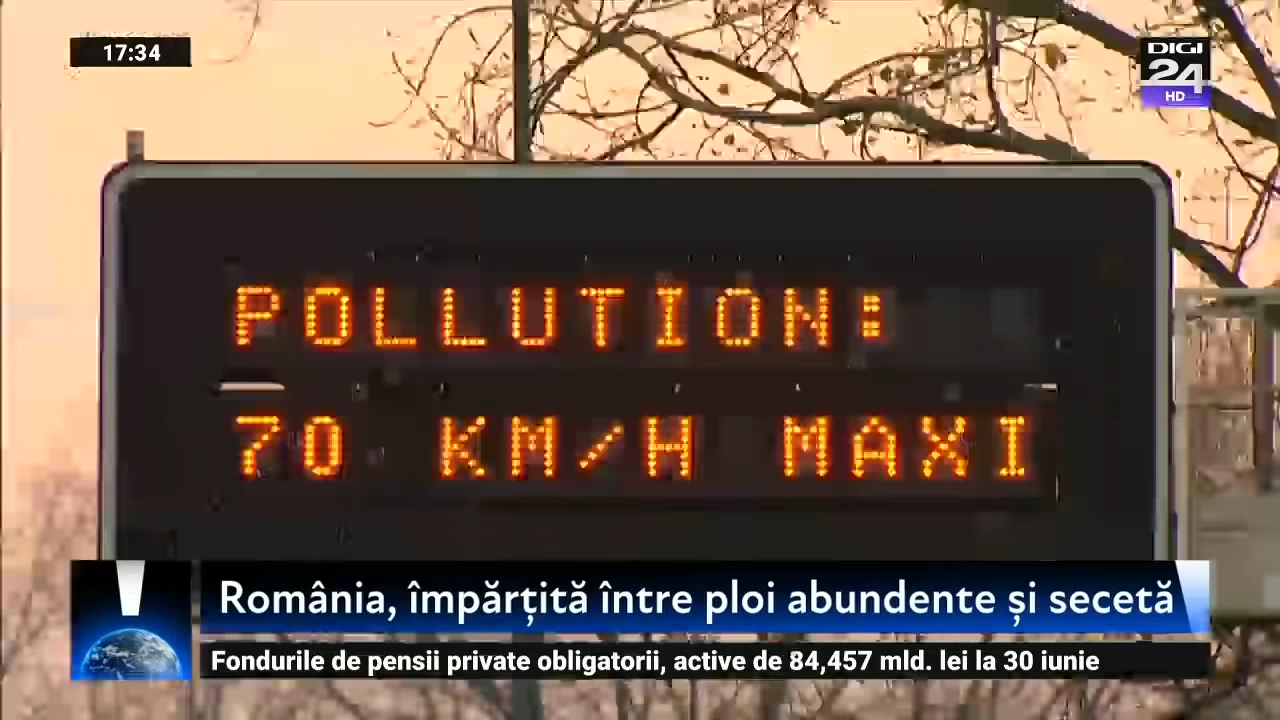 17:34
DIGI
24
HD
POLLUTION:
70 KM/H MAXI
România, împărțită între ploi abundente și secetă
Fondurile de pensii private obligatorii, active de 84,457 mld. lei la 30 iunie